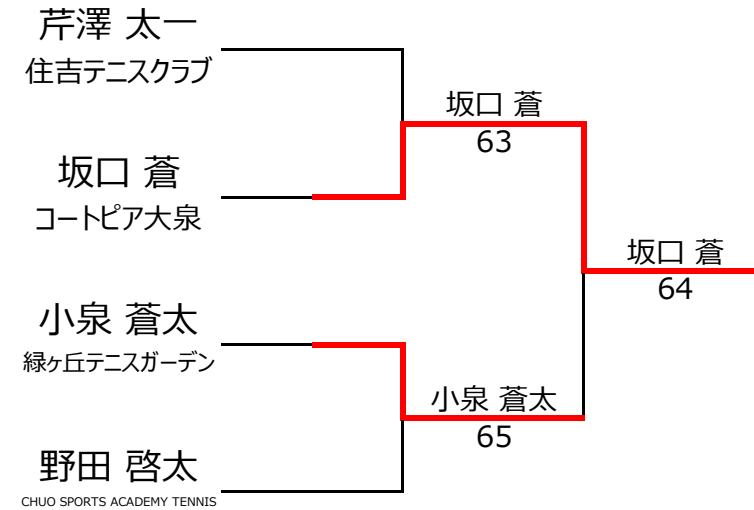 芹澤 太一
住吉テニスクラブ
坂口 蒼
63
坂口 蒼
コートピア大泉
坂口 蒼
64
小泉 蒼太
緑ヶ丘テニスガーデン
小泉 蒼太
65
野田 啓太
CHUO SPORTS ACADEMY TENNIS